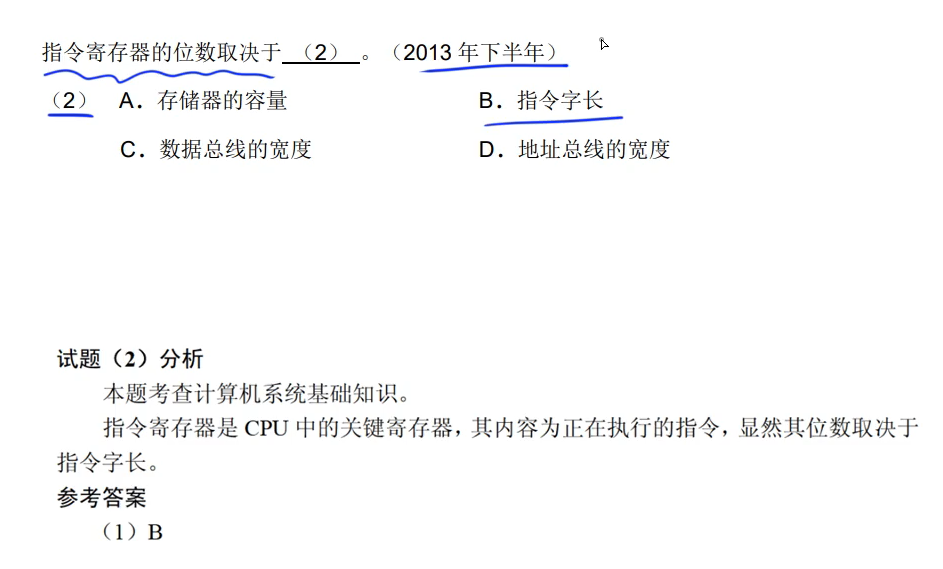 指令寄存器的位数取决于 （2） 。（2013 年下半年）
（2） A．存储器的容量 B．指令字长
C．数据总线的宽度 D．地址总线的宽度
试题（2）分析
本题考查计算机系统基础知识。
指令寄存器是 CPU 中的关键寄存器，其内容为正在执行的指令，显然其位数取决于
指令字长。
参考答案
（1）B